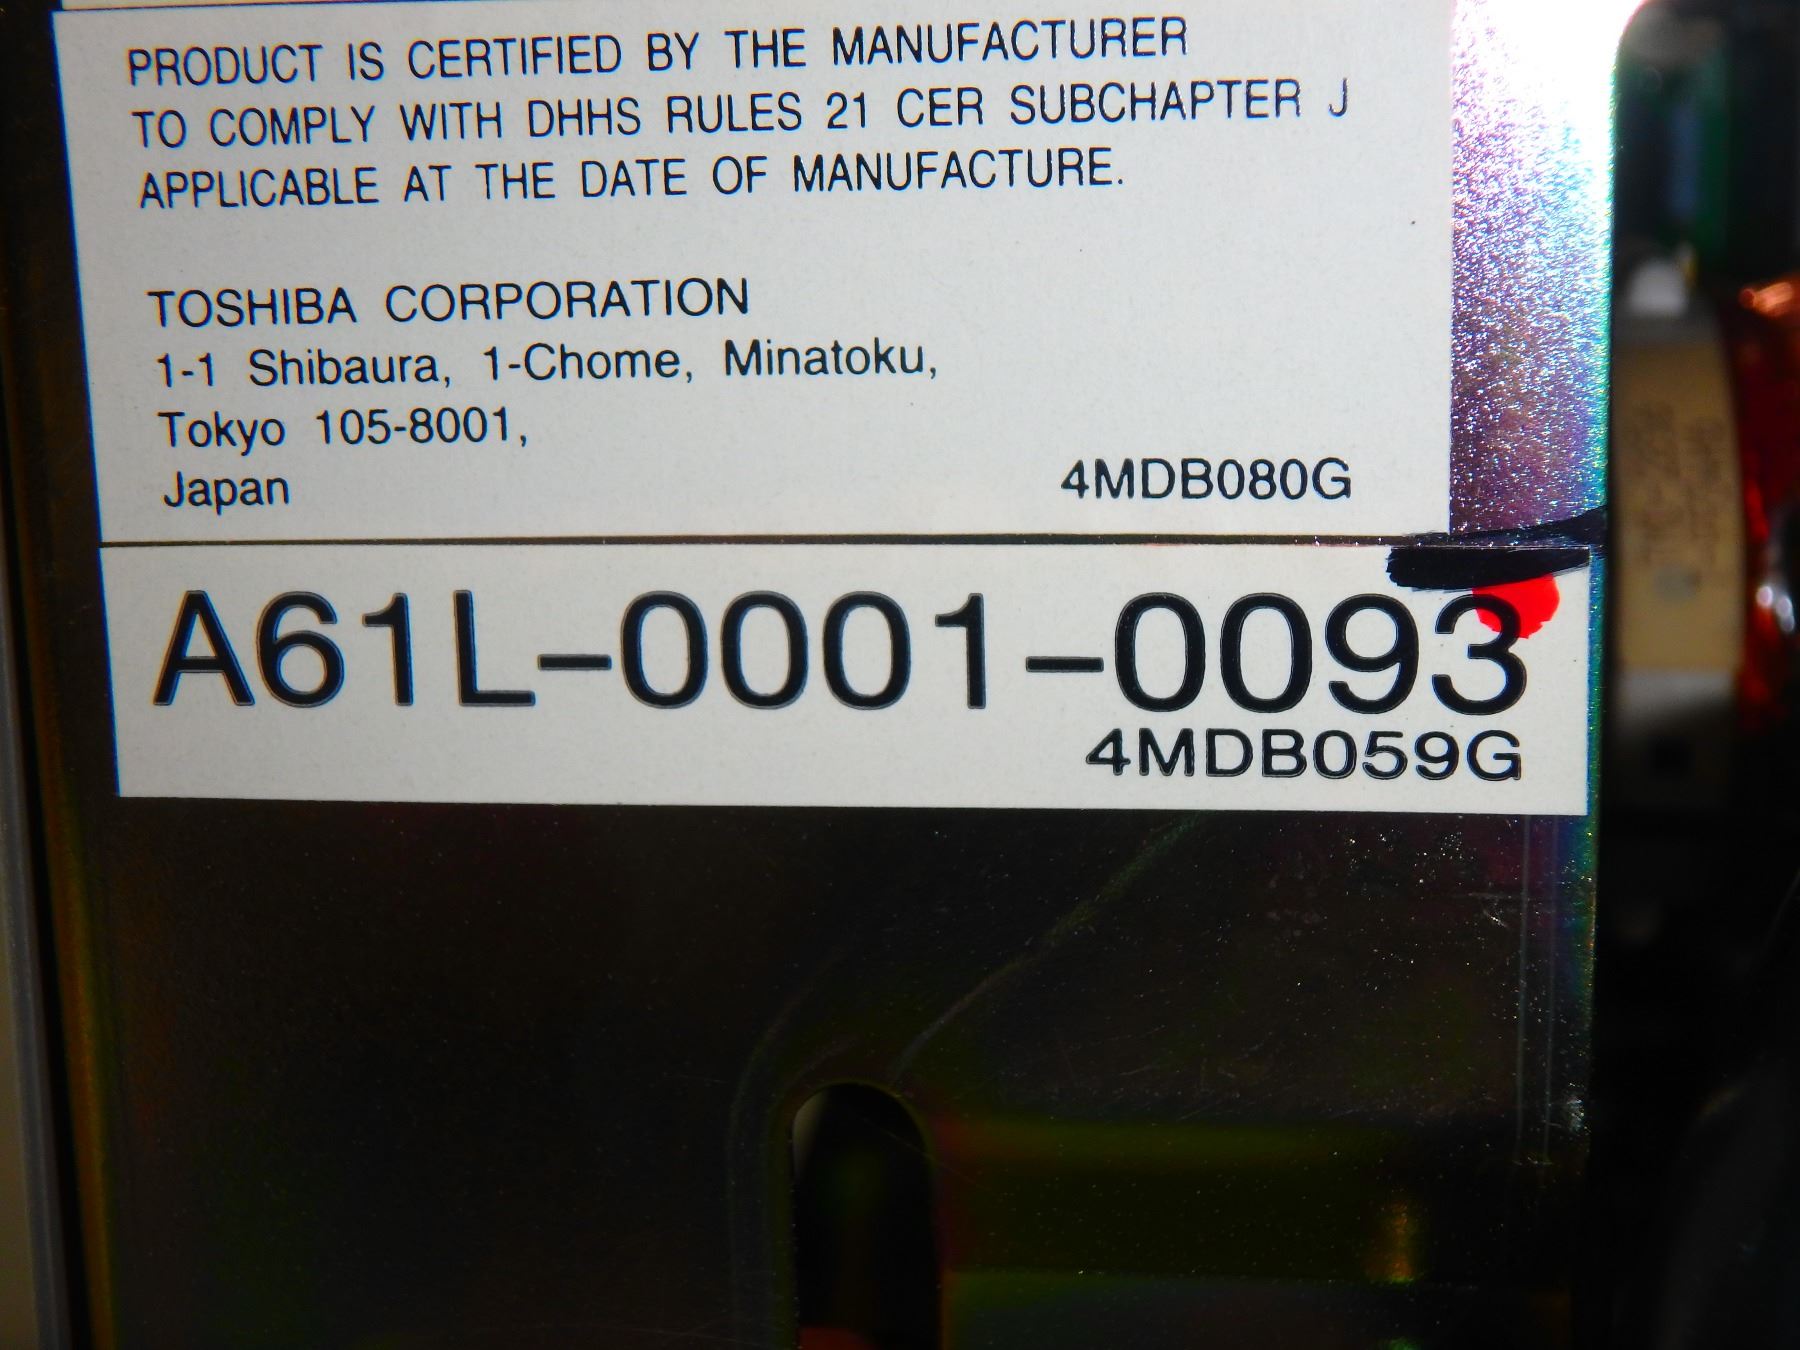 PRODUCT IS CERTIFIED BY THE MANUFACTURER
TO COMPLY WITH DHHS RULES 21 CER SUBCHAPTER J
APPLICABLE AT THE DATE OF MANUFACTURE.
TOSHIBA CORPORATION
1-1 Shibaura, 1-Chome, Minatoku,
Tokyo 105-8001,
Japan
4MDB080G
A61L-0001-0093
4MDB059G